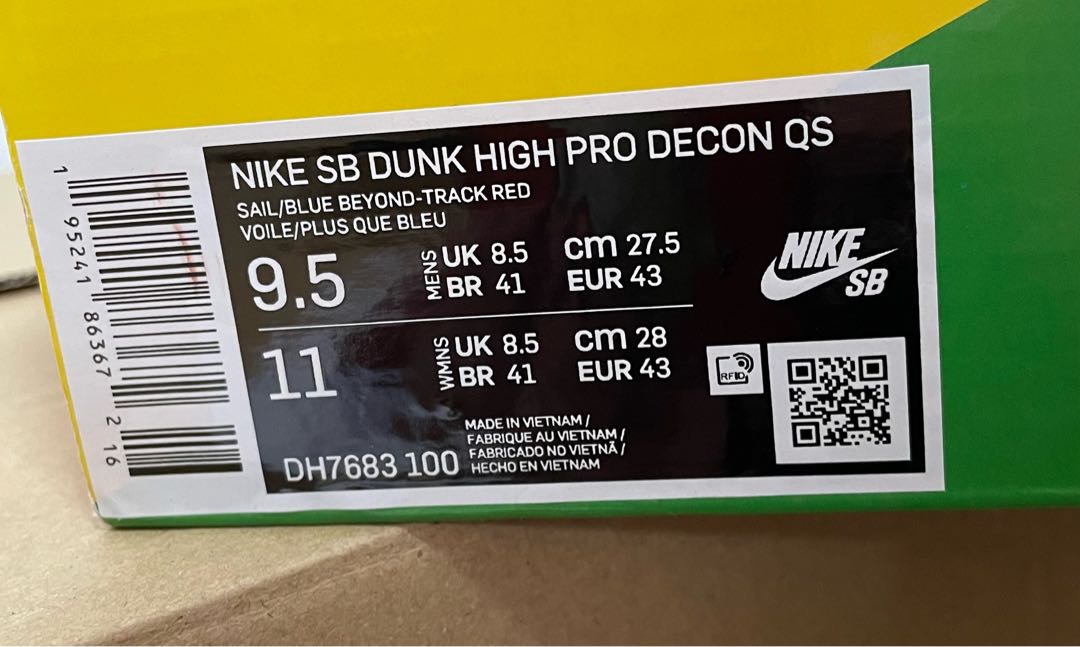 NIKE SB DUNK HIGH PRO DECON QS
SAIL/BLUE BEYOND-TRACK RED
VOILE/PLUS QUE BLEU
9.5 MENS UK 8.5 cm 27.5
BR 41 EUR 43
11 WMNS UK 8.5 cm 28
BR 41 EUR 43
MADE IN VIETNAM /
FABRIQUE AU VIETNAM /
FABRICADO NO VIETNÃ /
HECHO EN VIETNAM
DH7683 100
NIKE
SB
RFID
1 95241 86367 2 16